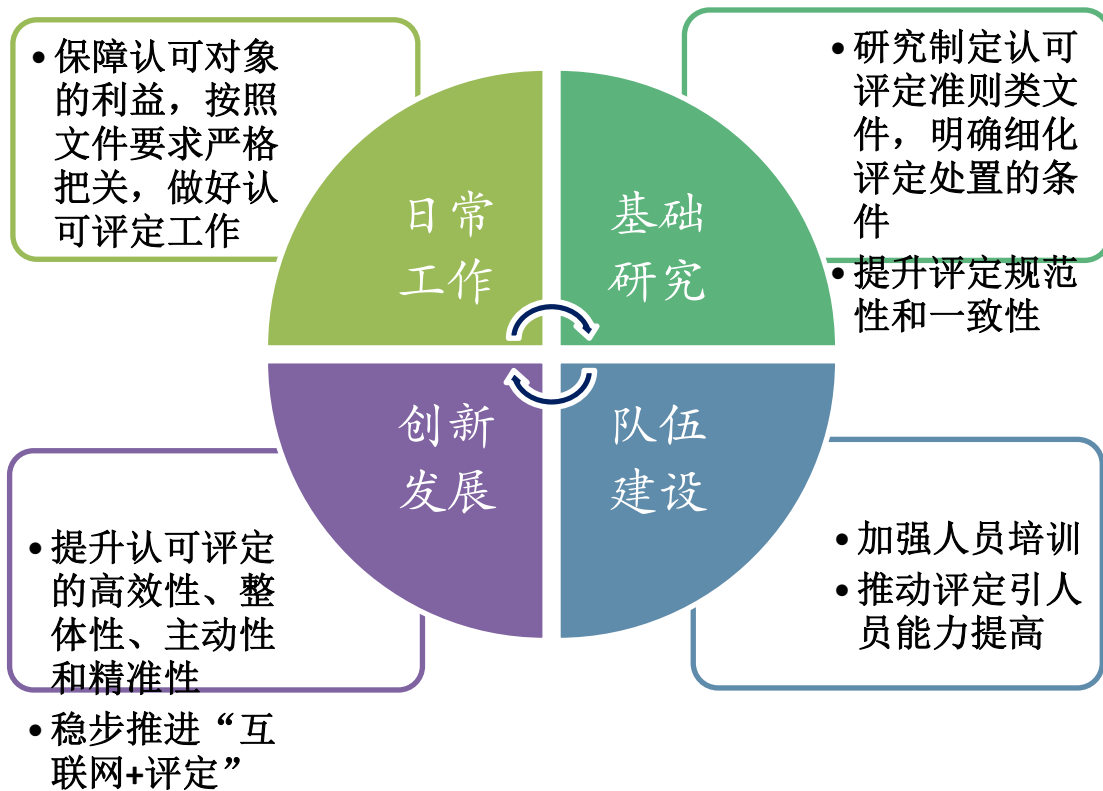 • 保障认可对象
的利益，按照
文件要求严格
把关，做好认
可评定工作
日常
工作
基础
研究
• 研究制定认可
评定准则类文
件，明确细化
评定处置的条
件
• 提升评定规范
性和一致性
创新
发展
队伍
建设
• 提升认可评定
的高效性、整
体性、主动性
和精准性
• 稳步推进“互
联网+评定”
• 加强人员培训
• 推动评定引人
员能力提高